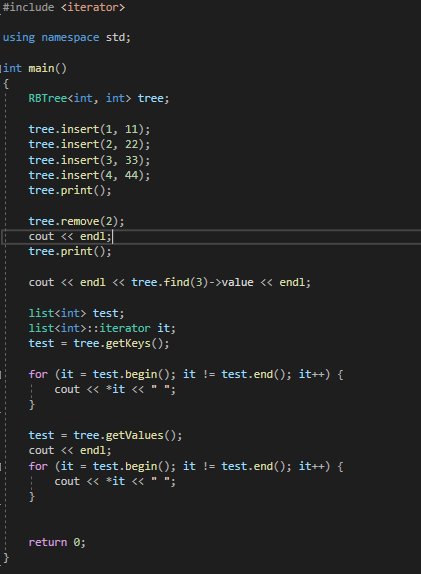 #include <iterator>
using namespace std;
int main()
{
RBTree<int, int> tree;
tree.insert(1, 11);
tree.insert(2, 22);
tree.insert(3, 33);
tree.insert(4, 44);
tree.print();
tree.remove(2);
cout << endl;
tree.print();
cout << endl << tree.find(3)->value << endl;
list<int> test;
list<int>::iterator it;
test = tree.getKeys();
for (it = test.begin(); it != test.end(); it++) {
cout << *it << " ";
}
test = tree.getValues();
cout << endl;
for (it = test.begin(); it != test.end(); it++) {
cout << *it << " ";
}
return 0;
}